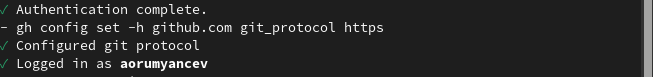 ✓ Authentication complete.
- gh config set -h github.com git_protocol https
✓ Configured git protocol
✓ Logged in as aorumyancev